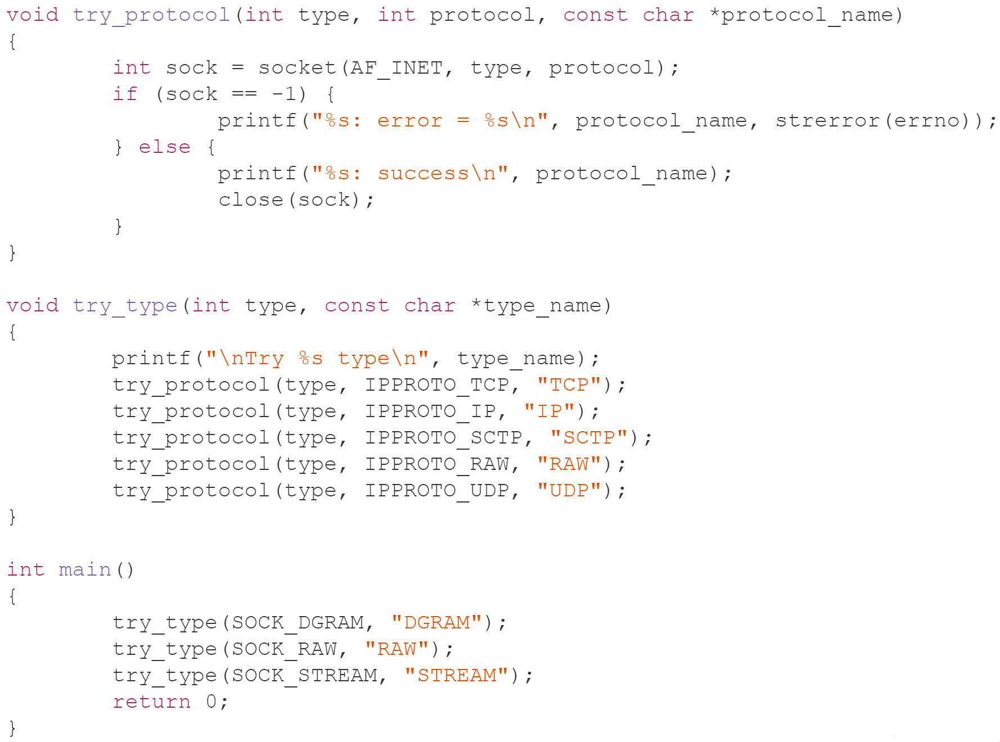 void try_protocol(int type, int protocol, const char *protocol_name)
{
        int sock = socket(AF_INET, type, protocol);
        if (sock == -1) {
                printf("%s: error = %s\n", protocol_name, strerror(errno));
        } else {
                printf("%s: success\n", protocol_name);
                close(sock);
        }
}

void try_type(int type, const char *type_name)
{
        printf("\nTry %s type\n", type_name);
        try_protocol(type, IPPROTO_TCP, "TCP");
        try_protocol(type, IPPROTO_IP, "IP");
        try_protocol(type, IPPROTO_SCTP, "SCTP");
        try_protocol(type, IPPROTO_RAW, "RAW");
        try_protocol(type, IPPROTO_UDP, "UDP");
}

int main()
{
        try_type(SOCK_DGRAM, "DGRAM");
        try_type(SOCK_RAW, "RAW");
        try_type(SOCK_STREAM, "STREAM");
        return 0;
}